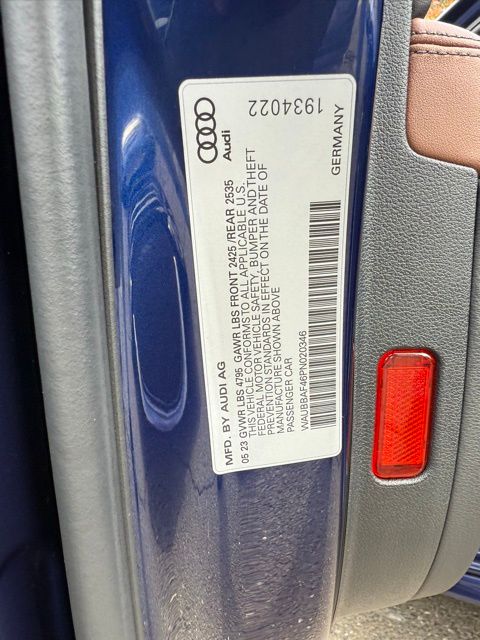 Audi
1934022
MFD. BY AUDI AG
GERMANY
05 23 GVWR LBS 4795 GAWR LBS FRONT 2425 /REAR 2535
THIS VEHICLE CONFORMS TO ALL APPLICABLE U.S.
FEDERAL MOTOR VEHICLE SAFETY, BUMPER AND THEFT
PREVENTION STANDARDS IN EFFECT ON THE DATE OF
MANUFACTURE SHOWN ABOVE
PASSENGER CAR
WAUBBAF46PN020346